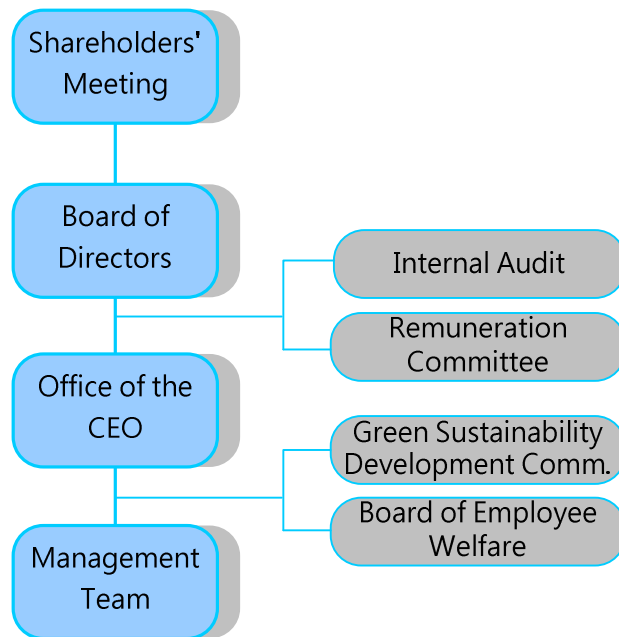 Shareholders'
Meeting
Board of
Directors
Internal Audit
Remuneration
Committee
Office of the
CEO
Green Sustainability
Development Comm.
Board of Employee
Welfare
Management
Team